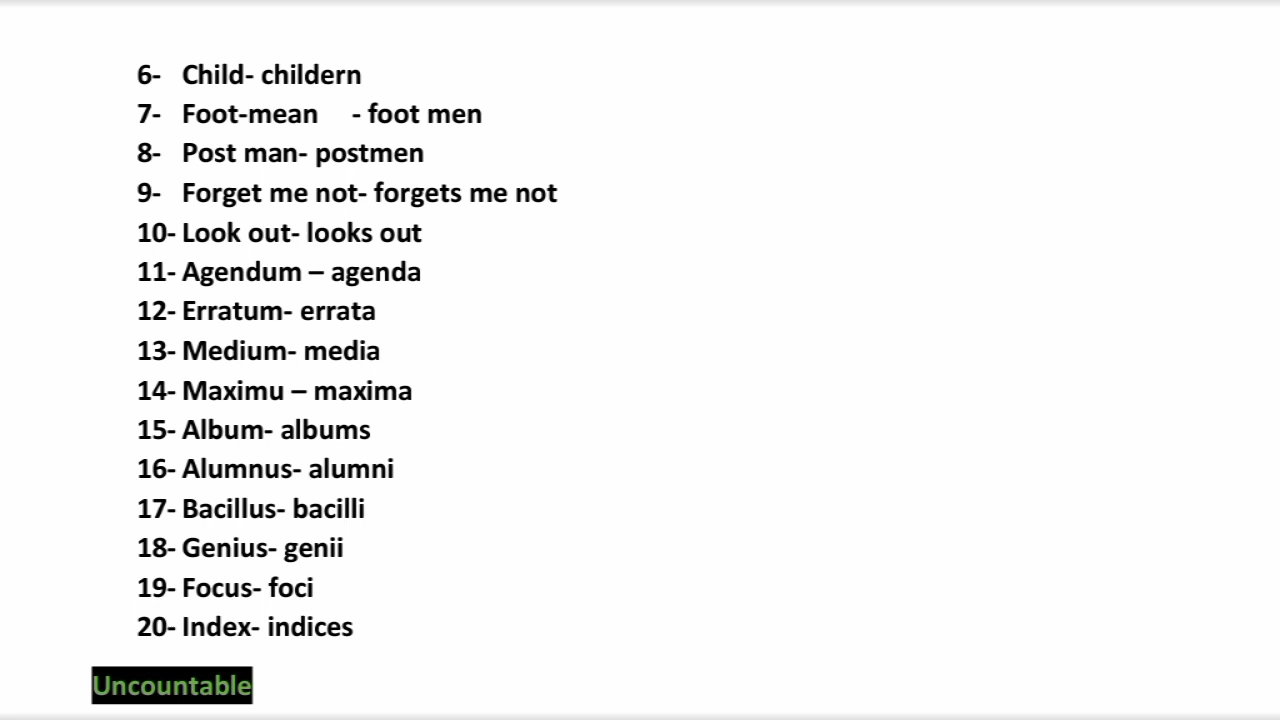 6- Child- childern
7- Foot-mean - foot men
8- Post man- postmen
9- Forget me not- forgets me not
10- Look out- looks out
11- Agendum – agenda
12- Erratum- errata
13- Medium- media
14- Maximu – maxima
15- Album- albums
16- Alumnus- alumni
17- Bacillus- bacilli
18- Genius- genii
19- Focus- foci
20- Index- indices
Uncountable